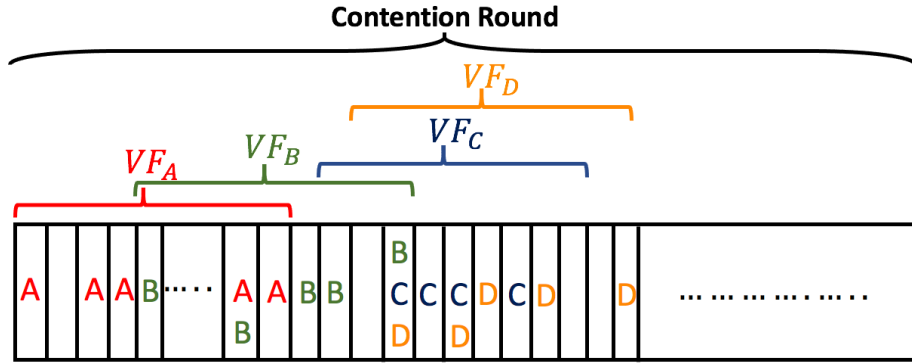 Contention Round
VF_D
VF_C
VF_B
VF_A
A A A B ..... A B A B B B C D C C D D C D D ... ... ... . ... ..